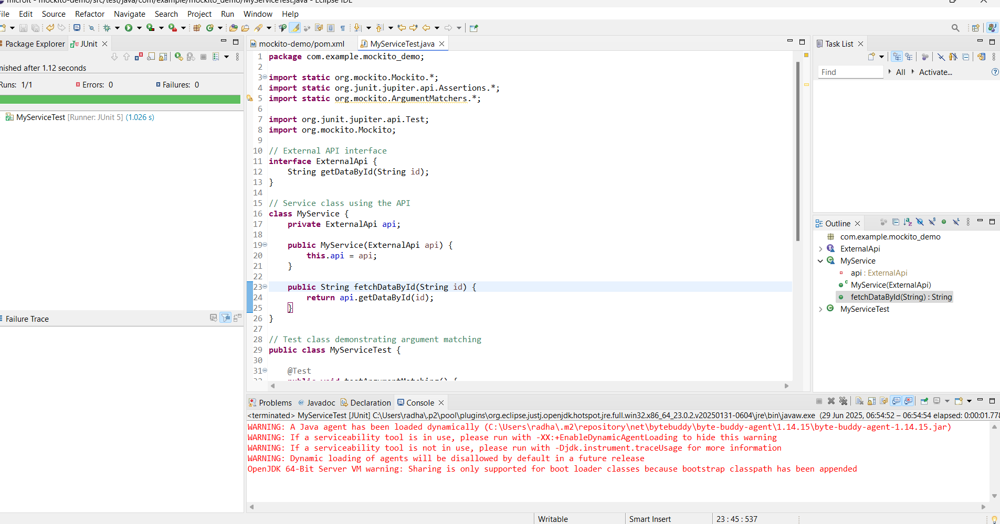 microit - mockito-demo/src/test/java/com/example/mockito_demo/MyServiceTest.java - Eclipse IDE
File Edit Source Refactor Navigate Search Project Run Window Help
Package Explorer JUnit
nished after 1.12 seconds
Runs: 1/1 Errors: 0 Failures: 0
MyServiceTest [Runner: JUnit 5] (1.026 s)
Failure Trace
mockito-demo/pom.xml MyServiceTest.java
1 package com.example.mockito_demo;
2
3 import static org.mockito.Mockito.*;
4 import static org.junit.jupiter.api.Assertions.*;
5 import static org.mockito.ArgumentMatchers.*;
6
7 import org.junit.jupiter.api.Test;
8 import org.mockito.Mockito;
9
10 // External API interface
11 interface ExternalApi {
12 String getDataById(String id);
13 }
14
15 // Service class using the API
16 class MyService {
17 private ExternalApi api;
18
19 public MyService(ExternalApi api) {
20 this.api = api;
21 }
22
23 public String fetchDataById(String id) {
24 return api.getDataById(id);
25 }
26 }
27
28 // Test class demonstrating argument matching
29 public class MyServiceTest {
30
31 @Test
32 public void testArgumentMatching() {
Task List
Find All Activate...
Outline
com.example.mockito_demo
ExternalApi
MyService
api : ExternalApi
MyService(ExternalApi)
fetchDataById(String) : String
MyServiceTest
Problems Javadoc Declaration Console
<terminated> MyServiceTest [JUnit] C:\Users\radha\.p2\pool\plugins\org.eclipse.justj.openjdk.hotspot.jre.full.win32.x86_64_23.0.2.v20250131-0604\jre\bin\javaw.exe (29 Jun 2025, 06:54:52 – 06:54:54 elapsed: 0:00:01.778
WARNING: A Java agent has been loaded dynamically (C:\Users\radha\.m2\repository\net\bytebuddy\byte-buddy-agent\1.14.15\byte-buddy-agent-1.14.15.jar)
WARNING: If a serviceability tool is in use, please run with -XX:+EnableDynamicAgentLoading to hide this warning
WARNING: If a serviceability tool is not in use, please run with -Djdk.instrument.traceUsage for more information
WARNING: Dynamic loading of agents will be disallowed by default in a future release
OpenJDK 64-Bit Server VM warning: Sharing is only supported for boot loader classes because bootstrap classpath has been appended
Writable Smart Insert 23 : 45 : 537